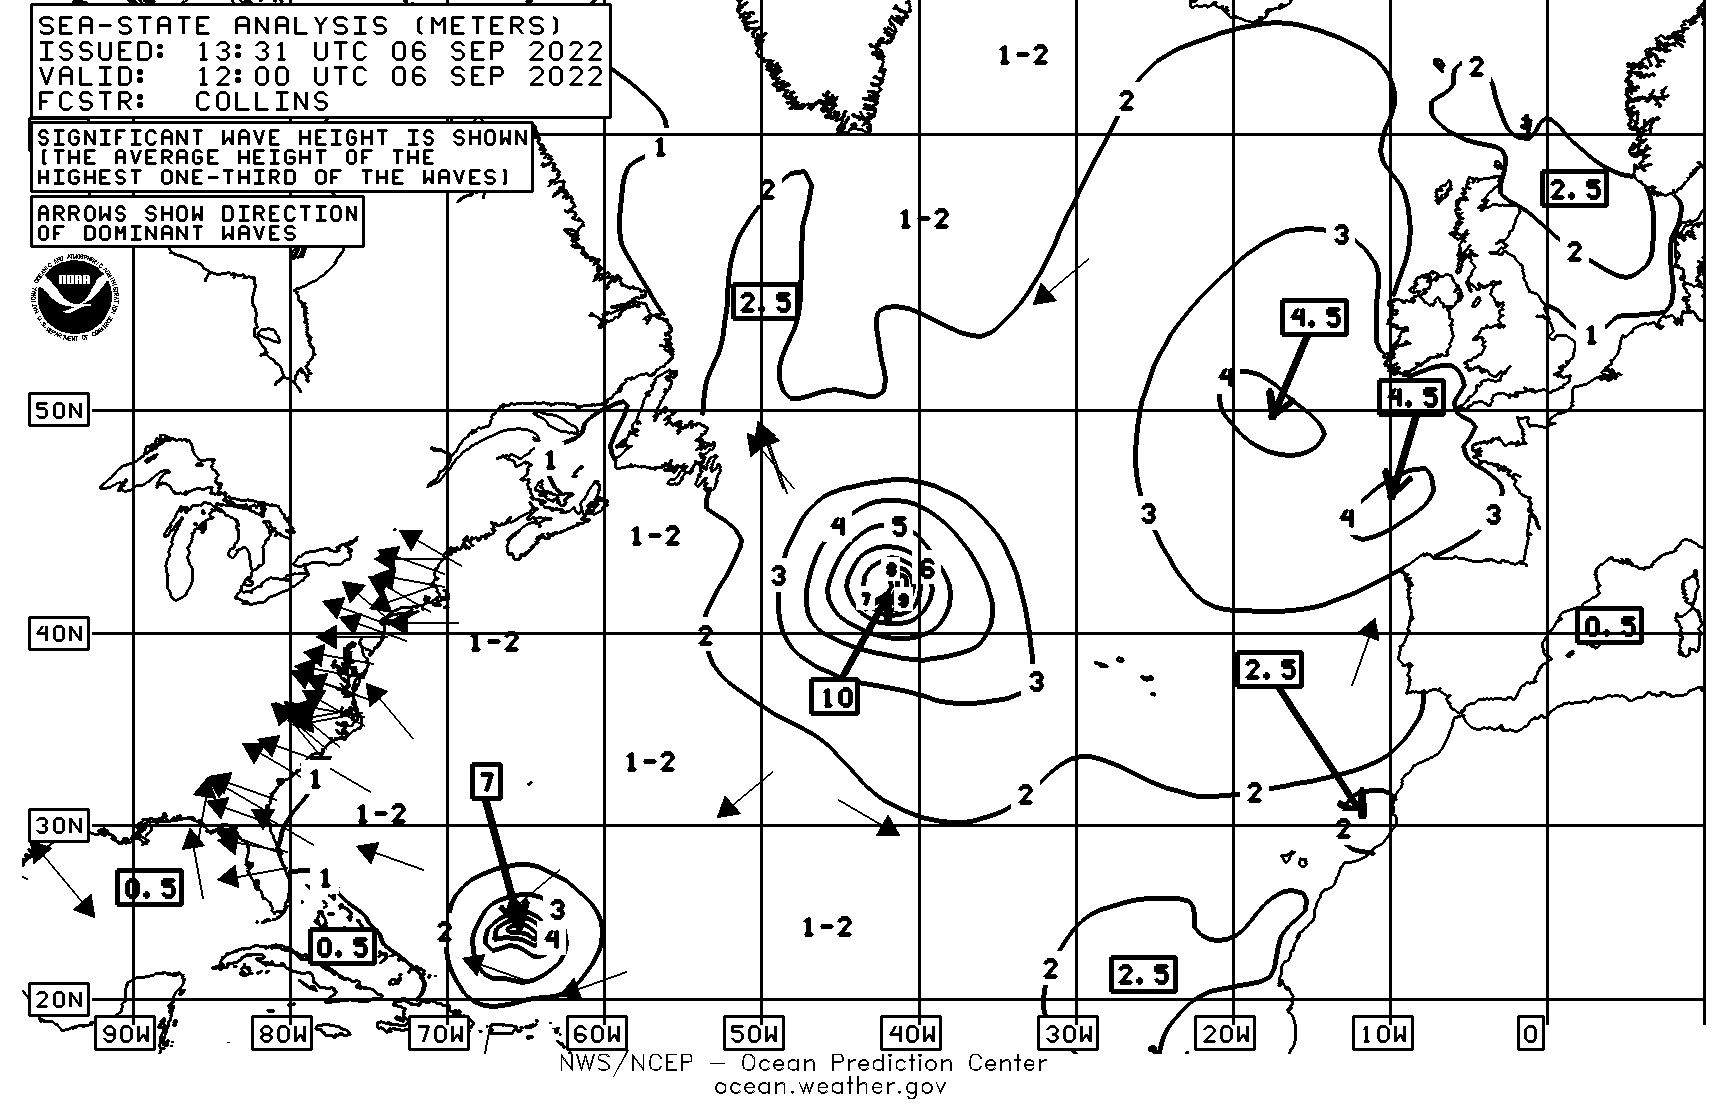 SEA-STATE ANALYSIS (METERS)
ISSUED: 13:31 UTC 06 SEP 2022
VALID: 12:00 UTC 06 SEP 2022
FCSTR: COLLINS
SIGNIFICANT WAVE HEIGHT IS SHOWN
(THE AVERAGE HEIGHT OF THE
HIGHEST ONE-THIRD OF THE WAVES)
ARROWS SHOW DIRECTION
OF DOMINANT WAVES
NOAA
1-2
2
2
1
2
2.5
1-2
3
2
2.5
4.5
1
4
4.5
50N
1
4
5
3
4
3
1-2
3
8
6
7
9
2
40N
1-2
0.5
2.5
3
10
1-2
7
1
2
2
1-2
30N
2
1
0.5
3
2
4
1-2
0.5
2
2.5
20N
90W
80W
70W
60W
50W
40W
30W
20W
10W
0
NWS/NCEP – Ocean Prediction Center
ocean.weather.gov